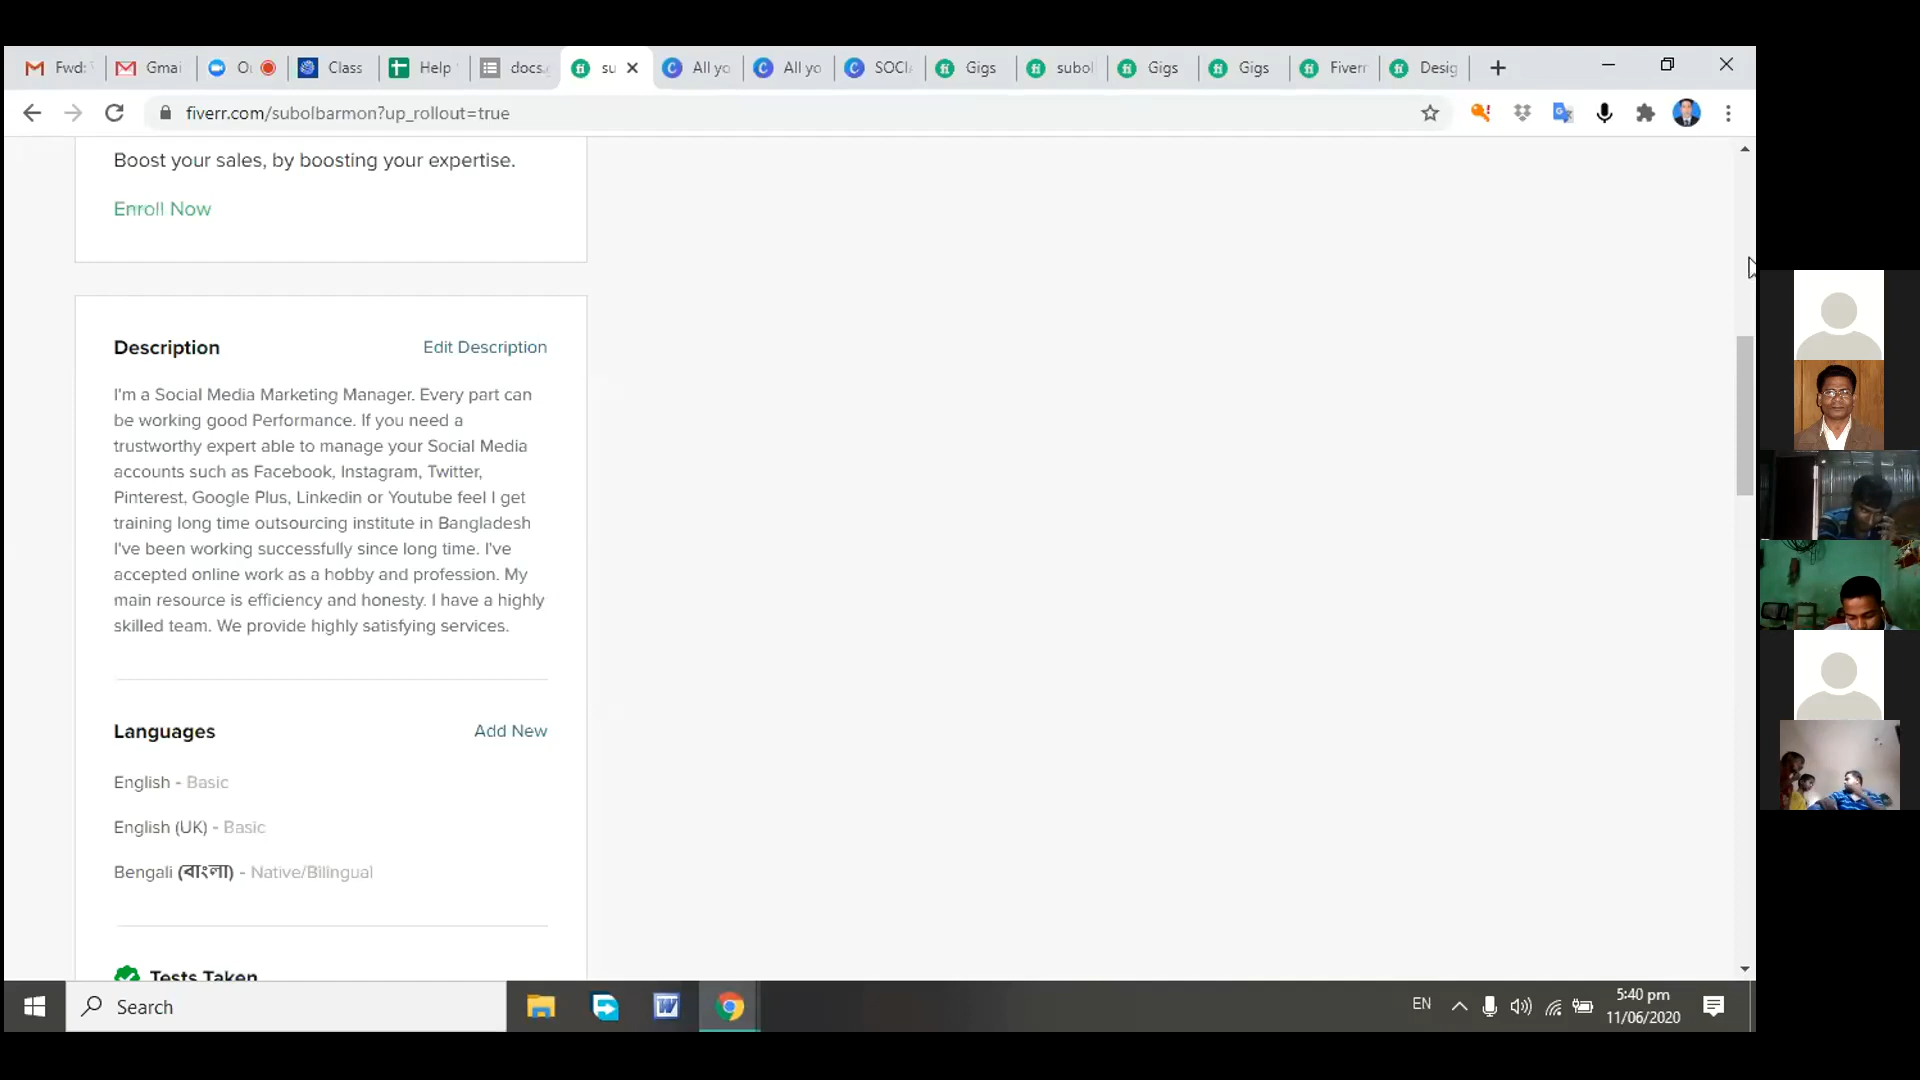 Fwd:
Gmai
Ou
Class
Help
docs.
su
All yo
All yo
SOCI
Gigs
subol
Gigs
Gigs
Fiverr
Desig
fiverr.com/subolbarmon?up_rollout=true
Boost your sales, by boosting your expertise.
Enroll Now
Description
Edit Description
I'm a Social Media Marketing Manager. Every part can
be working good Performance. If you need a
trustworthy expert able to manage your Social Media
accounts such as Facebook, Instagram, Twitter,
Pinterest, Google Plus, Linkedin or Youtube feel I get
training long time outsourcing institute in Bangladesh
I've been working successfully since long time. I've
accepted online work as a hobby and profession. My
main resource is efficiency and honesty. I have a highly
skilled team. We provide highly satisfying services.
Languages
Add New
English - Basic
English (UK) - Basic
Bengali (বাংলা) - Native/Bilingual
Tests Taken
Search
EN
5:40 pm
11/06/2020